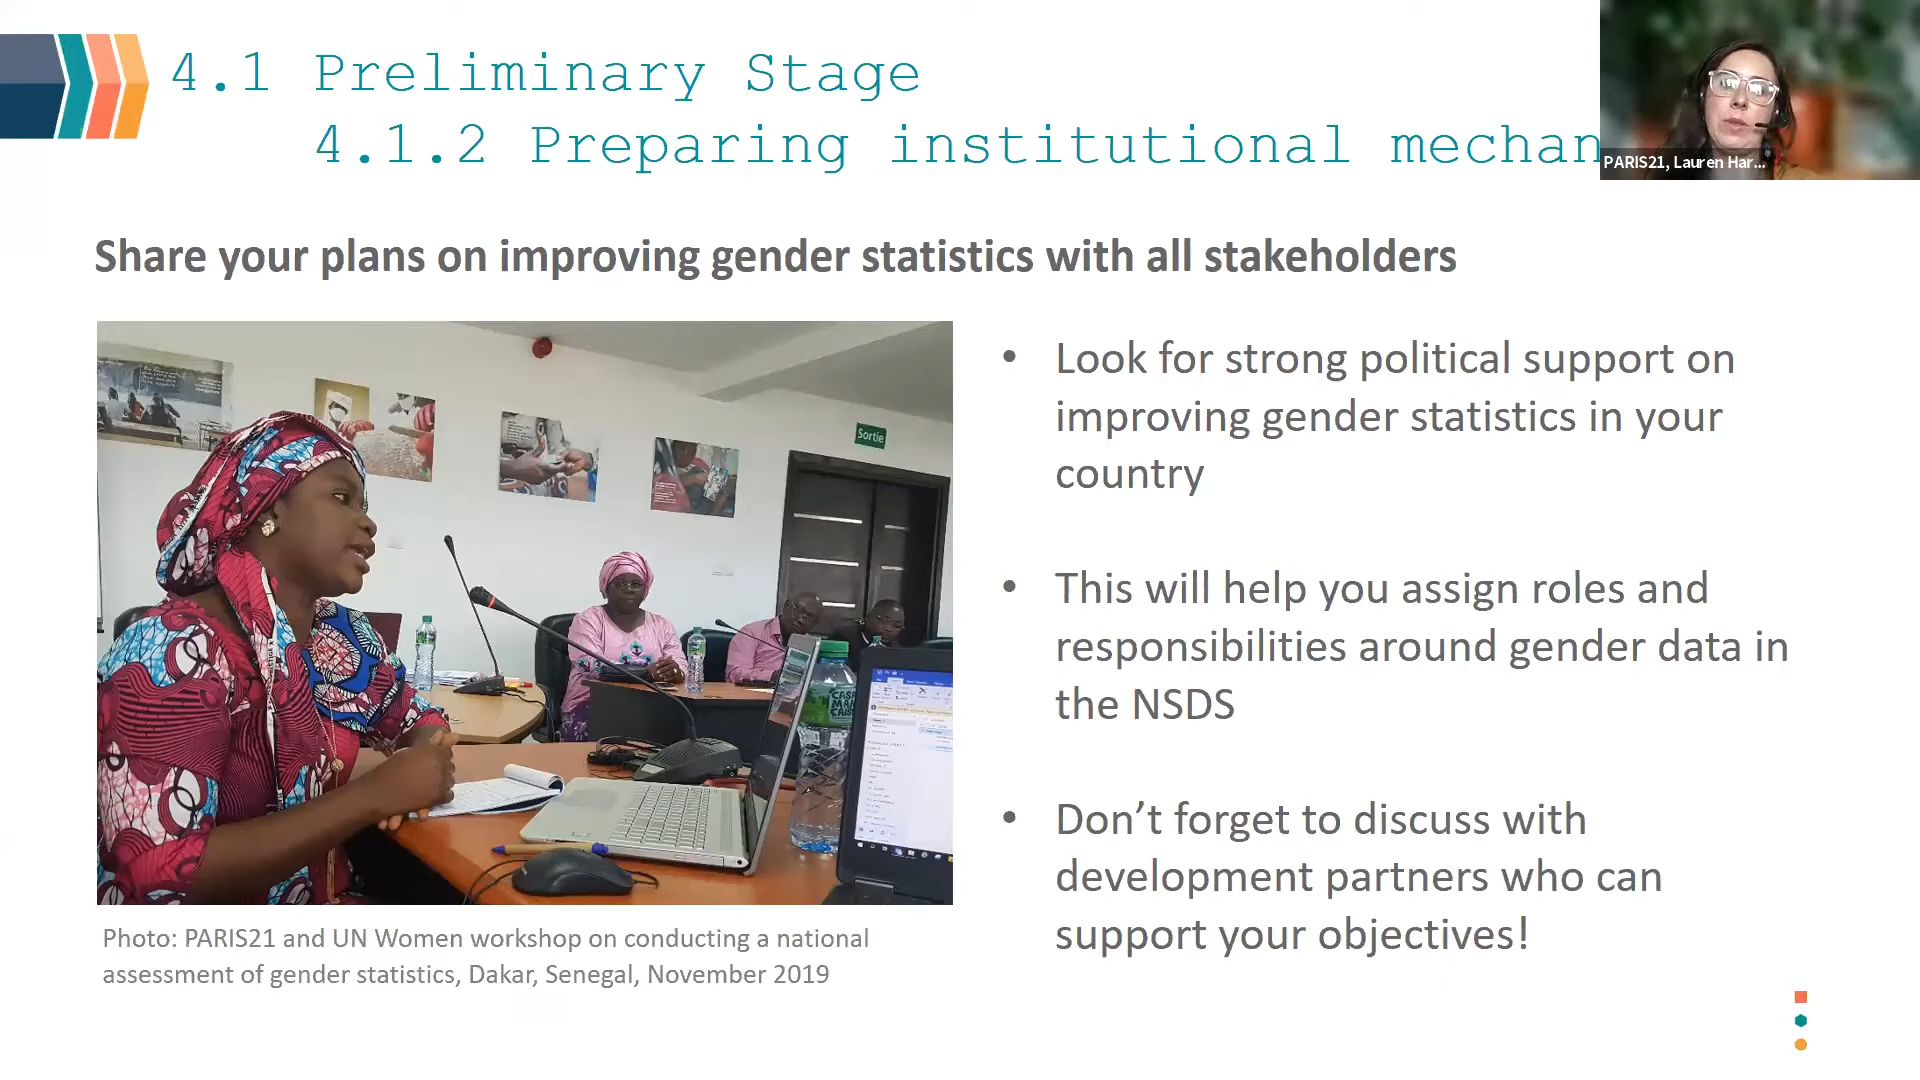 4.1 Preliminary Stage
4.1.2 Preparing institutional mechan
PARIS21, Lauren Har...
Share your plans on improving gender statistics with all stakeholders
Sortie
• Look for strong political support on
improving gender statistics in your
country
• This will help you assign roles and
responsibilities around gender data in
the NSDS
• Don’t forget to discuss with
development partners who can
support your objectives!
Photo: PARIS21 and UN Women workshop on conducting a national
assessment of gender statistics, Dakar, Senegal, November 2019